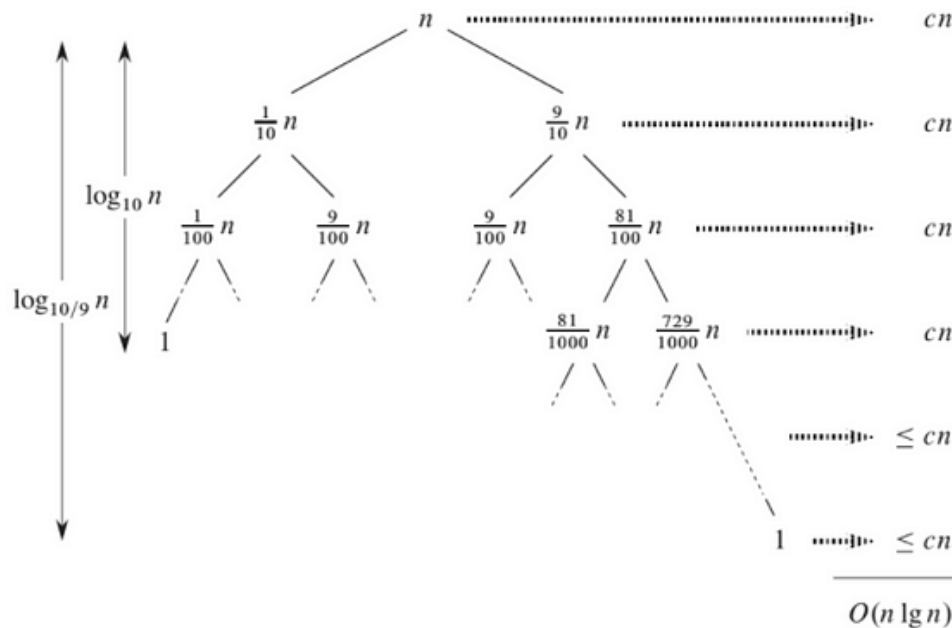 n cn
1/10 n 9/10 n cn
log₁₀ n
1/100 n 9/100 n 9/100 n 81/100 n cn
log₁₀/₉ n
1 81/1000 n 729/1000 n cn
≤ cn
1 ≤ cn
O(n lg n)